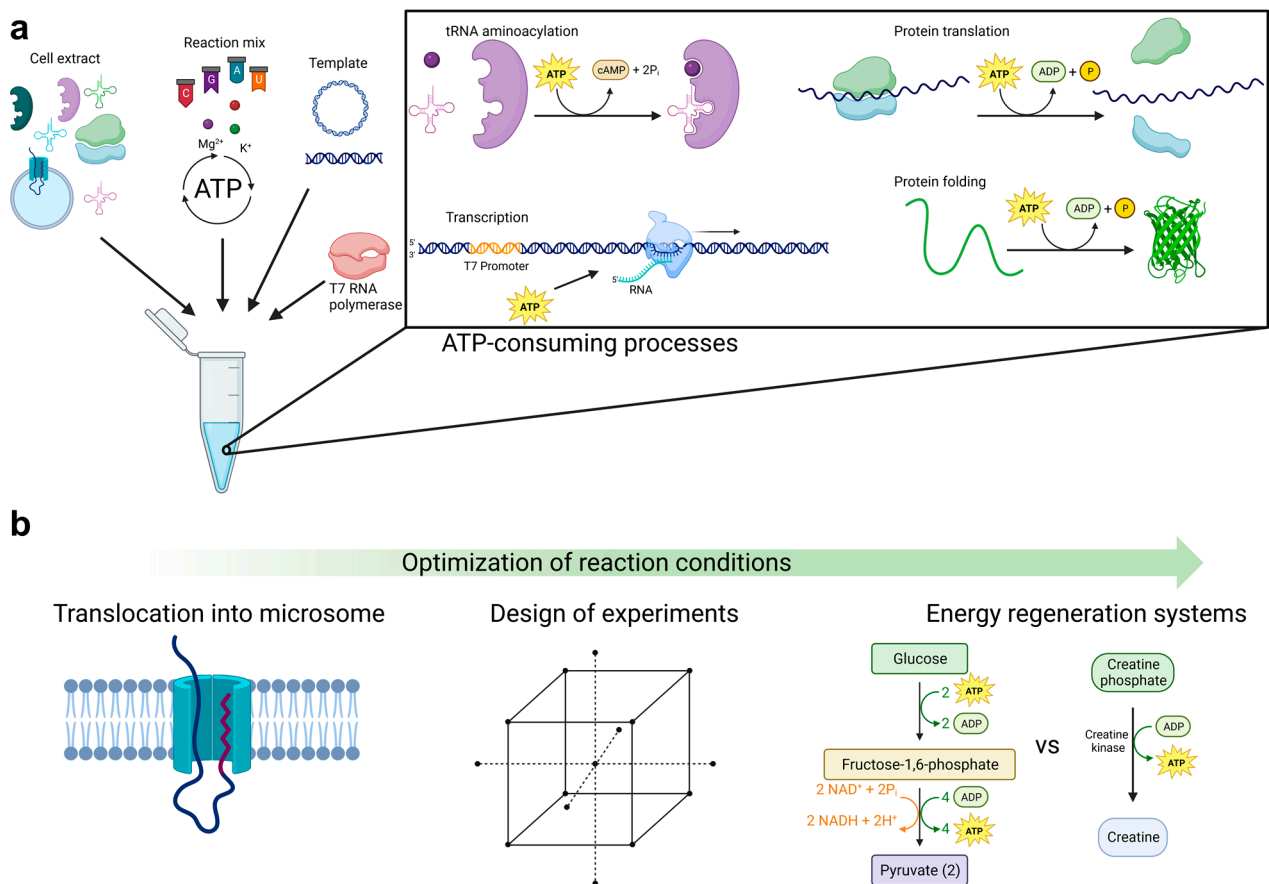 a
Cell extract
Reaction mix
C
G
A
U
Mg²⁺
K⁺
ATP
Template
T7 RNA
polymerase
tRNA aminoacylation
ATP
cAMP + 2Pᵢ
Protein translation
ATP
ADP + P
Transcription
5'
3'
T7 Promoter
5'
RNA
ATP
Protein folding
ATP
ADP + P
ATP-consuming processes
b
Optimization of reaction conditions
Translocation into microsome
Design of experiments
Energy regeneration systems
Glucose
2 ATP
2 ADP
Fructose-1,6-phosphate
2 NAD⁺ + 2Pᵢ
4 ADP
2 NADH + 2H⁺
4 ATP
Pyruvate (2)
vs
Creatine
phosphate
Creatine
kinase
ADP
ATP
Creatine